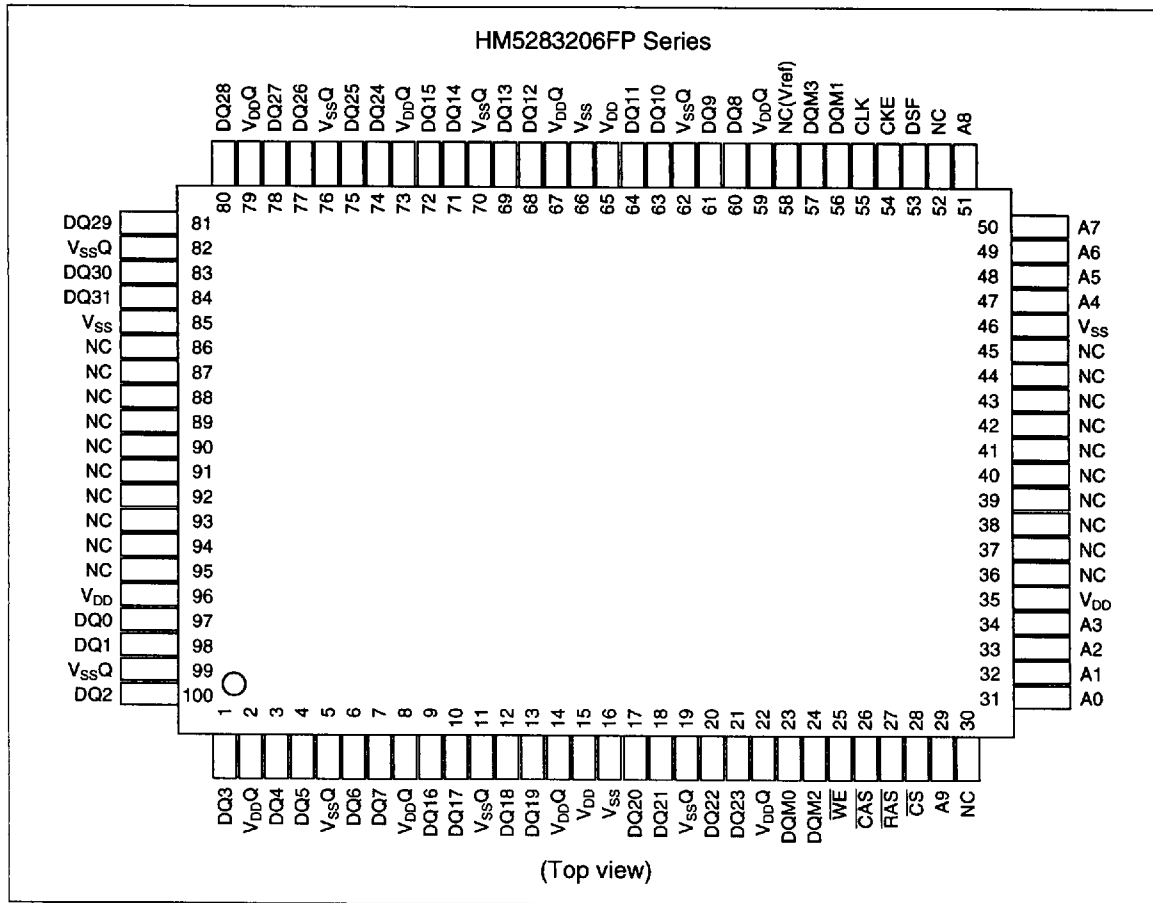 HM5283206FP Series
DQ28 VDDQ DQ27 DQ26 VSSQ DQ25 DQ24 VDDQ DQ15 DQ14 VSSQ DQ13 DQ12 VDDQ VSS VDD DQ11 DQ10 VSSQ DQ9 DQ8 VDDQ NC(Vref) DQM3 DQM1 CLK CKE DSF NC A8
80 79 78 77 76 75 74 73 72 71 70 69 68 67 66 65 64 63 62 61 60 59 58 57 56 55 54 53 52 51
DQ29 81 50 A7
VSSQ 82 49 A6
DQ30 83 48 A5
DQ31 84 47 A4
VSS 85 46 VSS
NC 86 45 NC
NC 87 44 NC
NC 88 43 NC
NC 89 42 NC
NC 90 41 NC
NC 91 40 NC
NC 92 39 NC
NC 93 38 NC
NC 94 37 NC
NC 95 36 NC
VDD 96 35 VDD
DQ0 97 34 A3
DQ1 98 33 A2
VSSQ 99 32 A1
DQ2 100 31 A0
1 2 3 4 5 6 7 8 9 10 11 12 13 14 15 16 17 18 19 20 21 22 23 24 25 26 27 28 29 30
DQ3 VDDQ DQ4 DQ5 VSSQ DQ6 DQ7 VDDQ DQ16 DQ17 VSSQ DQ18 DQ19 VDDQ VDD VSS DQ20 DQ21 VSSQ DQ22 DQ23 VDDQ DQM0 DQM2 WE CAS RAS CS A9 NC
(Top view)